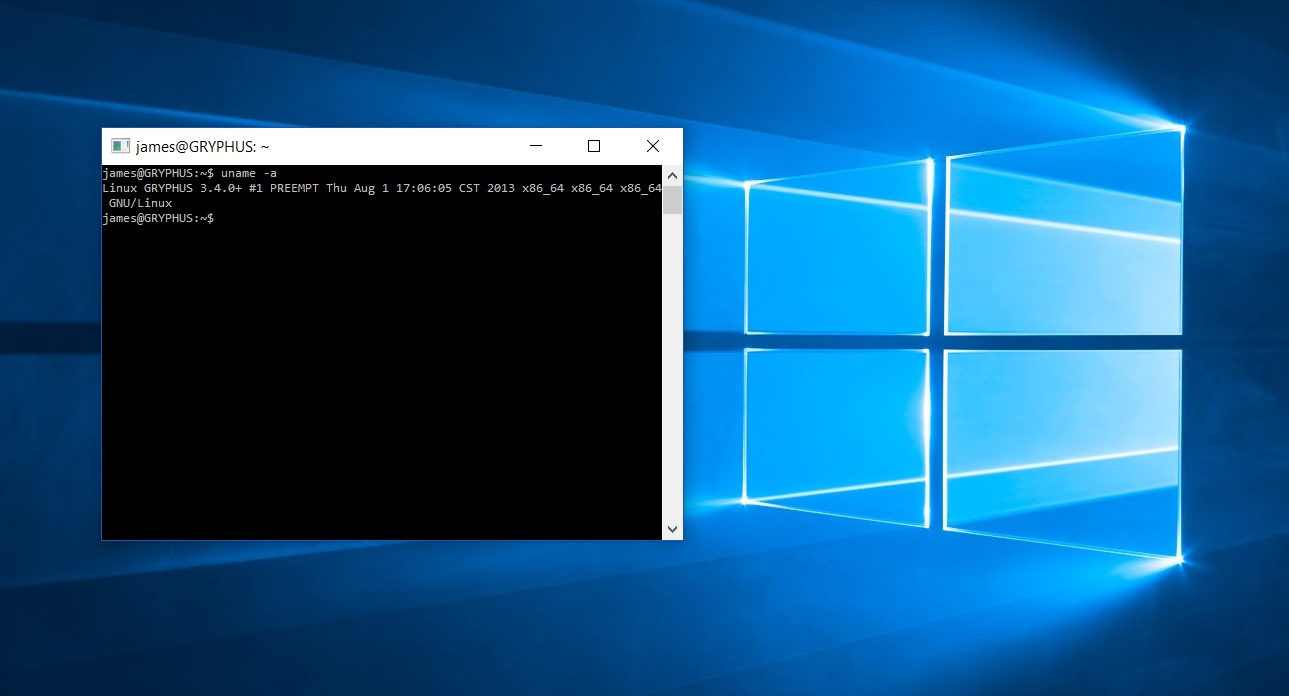 james@GRYPHUS: ~
james@GRYPHUS:~$ uname -a
Linux GRYPHUS 3.4.0+ #1 PREEMPT Thu Aug 1 17:06:05 CST 2013 x86_64 x86_64 x86_64
GNU/Linux
james@GRYPHUS:~$